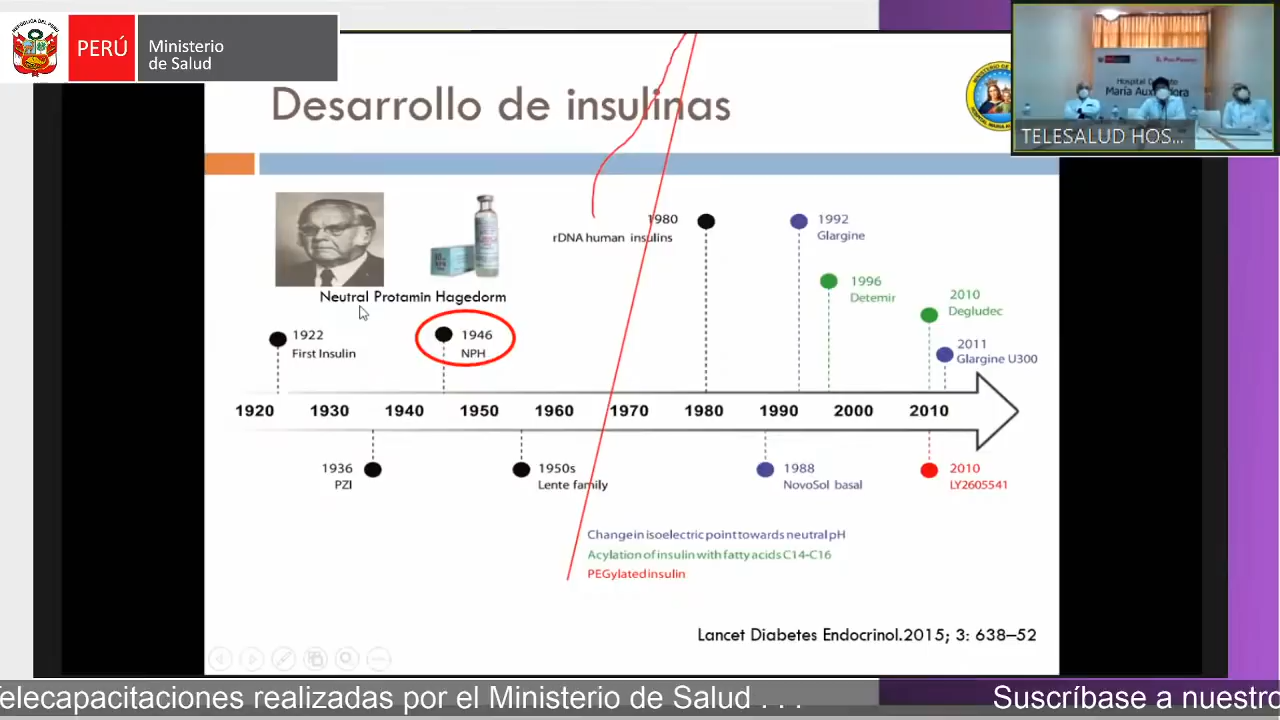 PERÚ
Ministerio
de Salud
Desarrollo de insulinas
Hospital
María Auxiliadora
TELESALUD HOS...
Neutral Protamin Hagedorm
1922
First Insulin
1946
NPH
1980
rDNA human insulins
1992
Glargine
1996
Detemir
2010
Degludec
2011
Glargine U300
1920 1930 1940 1950 1960 1970 1980 1990 2000 2010
1936
PZI
1950s
Lente family
1988
NovoSol basal
2010
LY2605541
Change in isoelectric point towards neutral pH
Acylation of insulin with fatty acids C14-C16
PEGylated insulin
Lancet Diabetes Endocrinol.2015; 3: 638–52
elecapacitaciones realizadas por el Ministerio de Salud . . . Suscríbase a nuestro